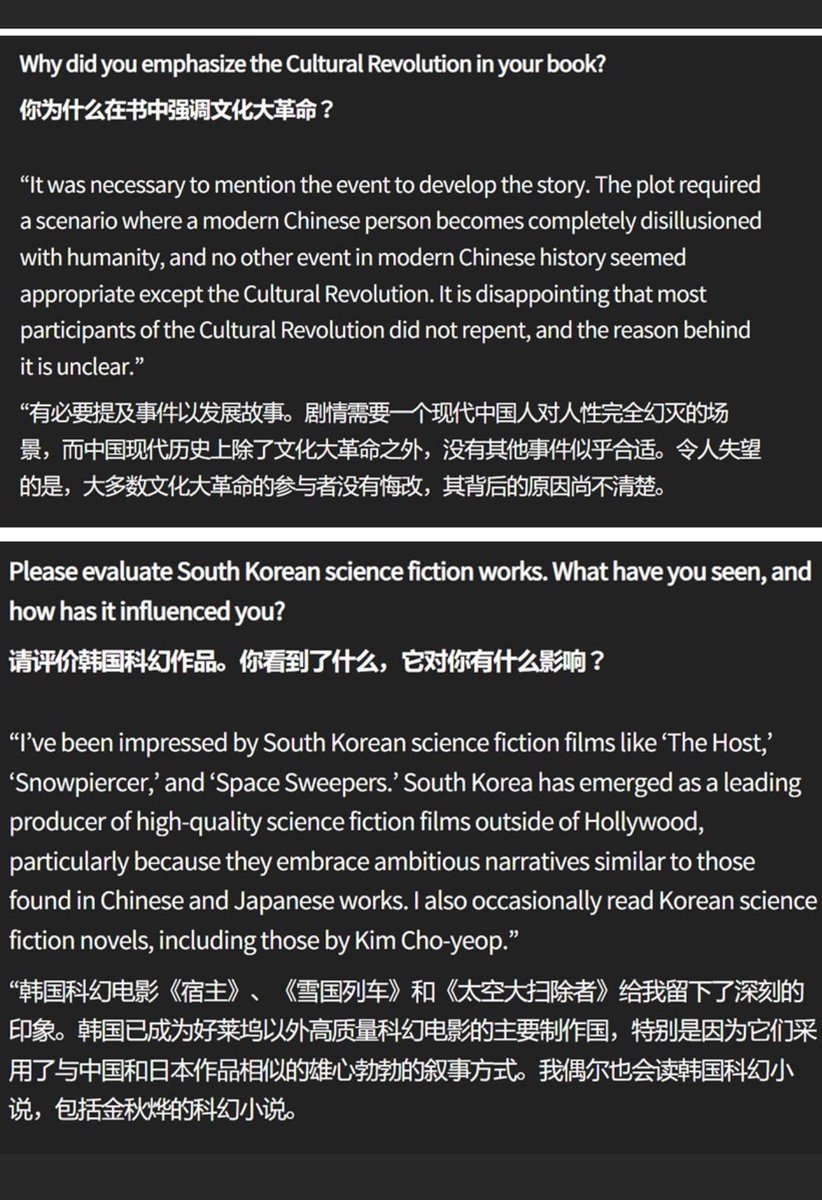 Why did you emphasize the Cultural Revolution in your book?
你为什么在书中强调文化大革命？
“It was necessary to mention the event to develop the story. The plot required
a scenario where a modern Chinese person becomes completely disillusioned
with humanity, and no other event in modern Chinese history seemed
appropriate except the Cultural Revolution. It is disappointing that most
participants of the Cultural Revolution did not repent, and the reason behind
it is unclear.”
“有必要提及事件以发展故事。剧情需要一个现代中国人对人性完全幻灭的场
景，而中国现代历史上除了文化大革命之外，没有其他事件似乎合适。令人失望
的是，大多数文化大革命的参与者没有悔改，其背后的原因尚不清楚。
Please evaluate South Korean science fiction works. What have you seen, and
how has it influenced you?
请评价韩国科幻作品。你看到了什么，它对你有什么影响？
“I’ve been impressed by South Korean science fiction films like ‘The Host,’
‘Snowpiercer,’ and ‘Space Sweepers.’ South Korea has emerged as a leading
producer of high-quality science fiction films outside of Hollywood,
particularly because they embrace ambitious narratives similar to those
found in Chinese and Japanese works. I also occasionally read Korean science
fiction novels, including those by Kim Cho-yeop.”
“韩国科幻电影《宿主》、《雪国列车》和《太空大扫除者》给我留下了深刻的
印象。韩国已成为好莱坞以外高质量科幻电影的主要制作国，特别是因为它们采
用了与中国和日本作品相似的雄心勃勃的叙事方式。我偶尔也会读韩国科幻小
说，包括金秋烨的科幻小说。